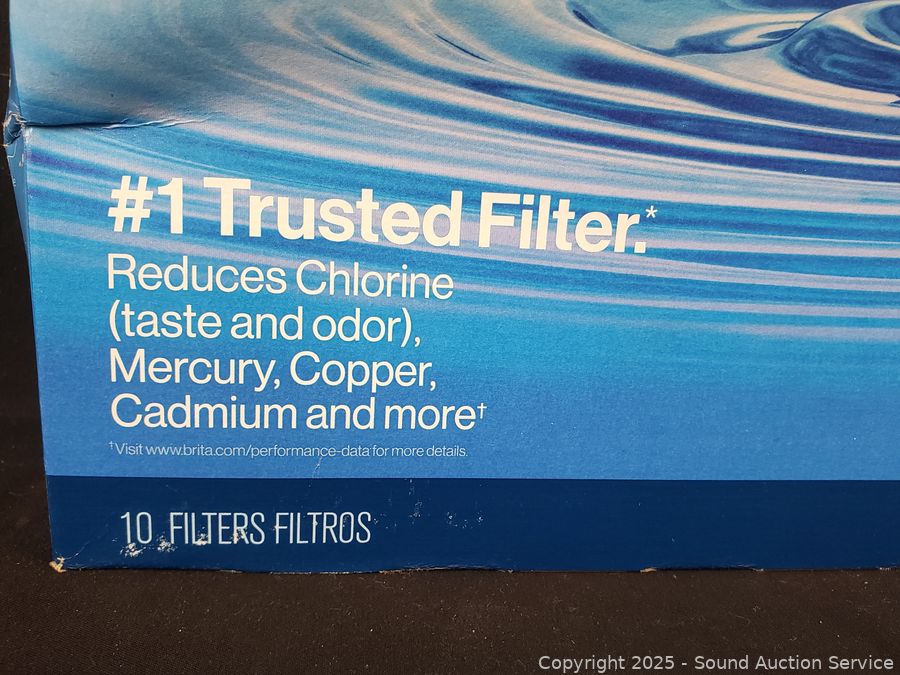 #1 Trusted Filter.*
Reduces Chlorine
(taste and odor),
Mercury, Copper,
Cadmium and more†
†Visit www.brita.com/performance-data for more details.
10 FILTERS FILTROS
Copyright 2025 - Sound Auction Service